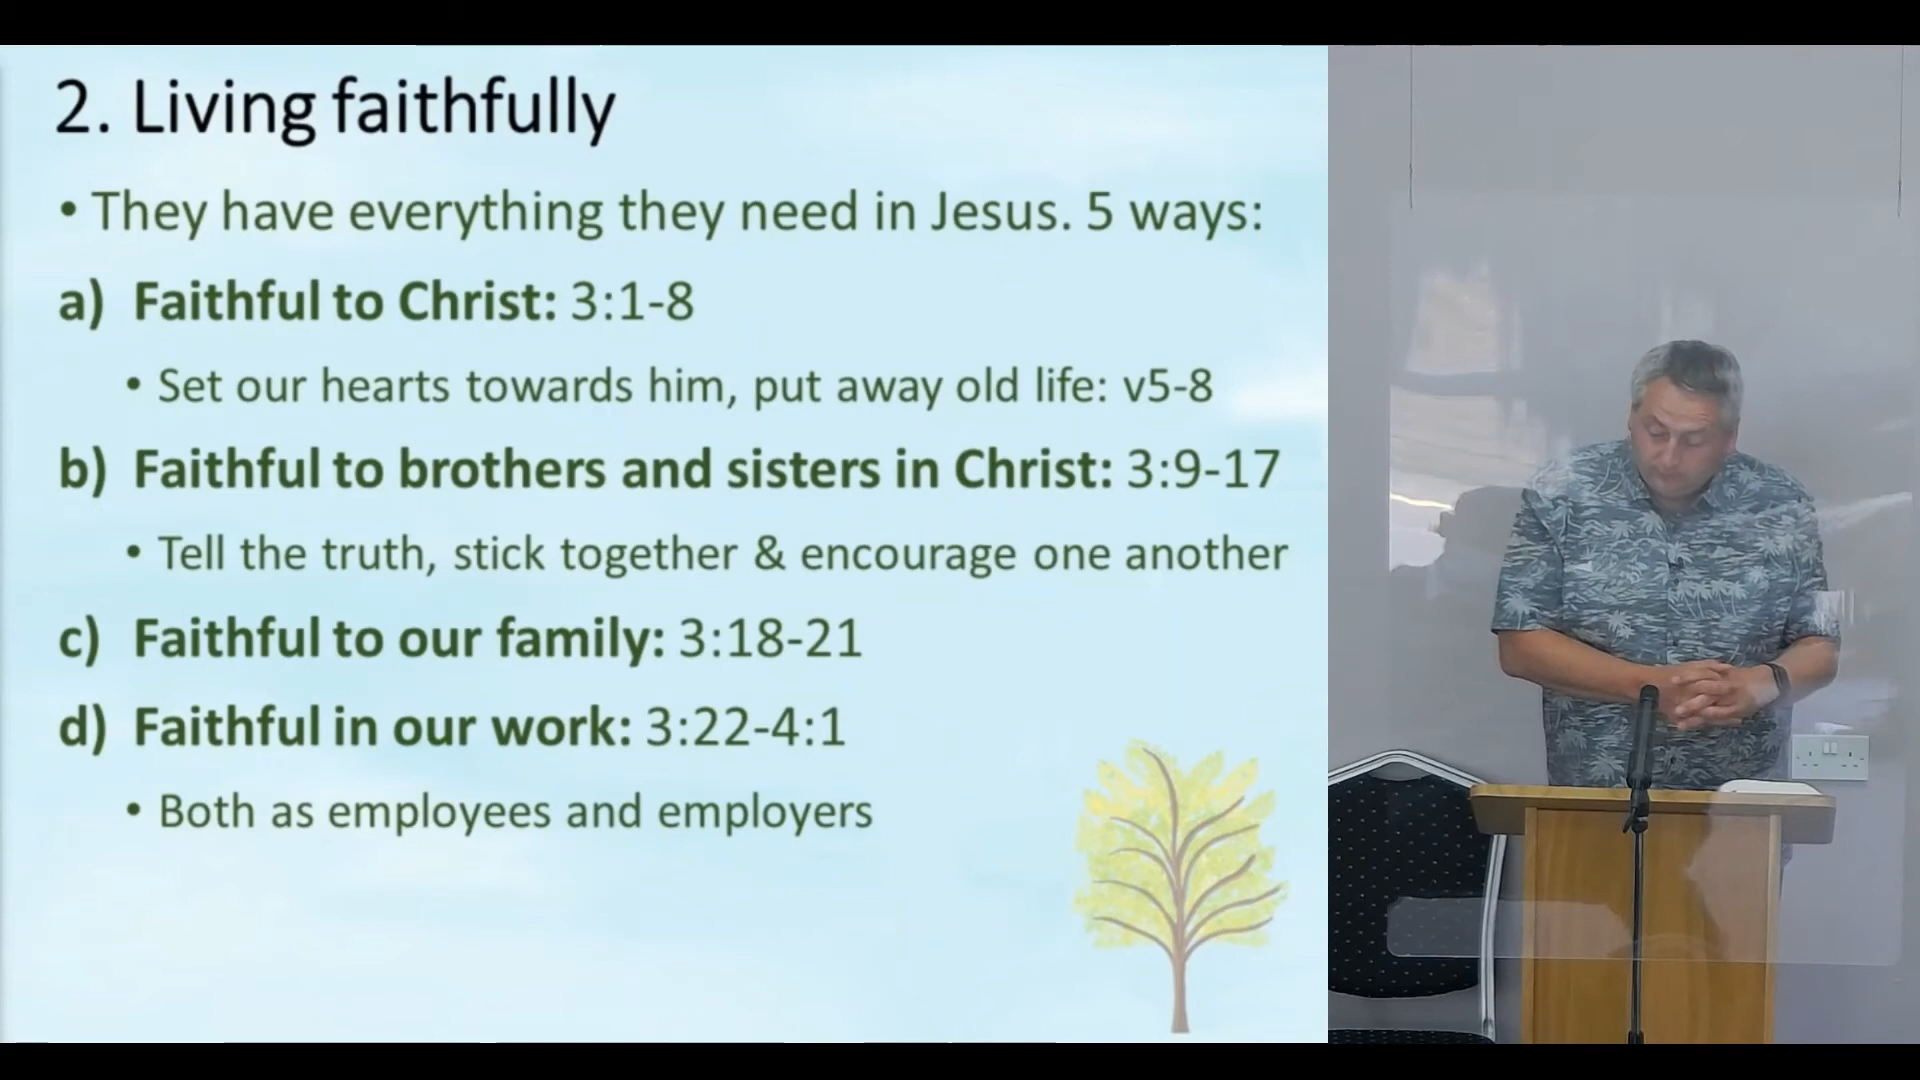 2. Living faithfully
• They have everything they need in Jesus. 5 ways:
a) Faithful to Christ: 3:1-8
• Set our hearts towards him, put away old life: v5-8
b) Faithful to brothers and sisters in Christ: 3:9-17
• Tell the truth, stick together & encourage one another
c) Faithful to our family: 3:18-21
d) Faithful in our work: 3:22-4:1
• Both as employees and employers